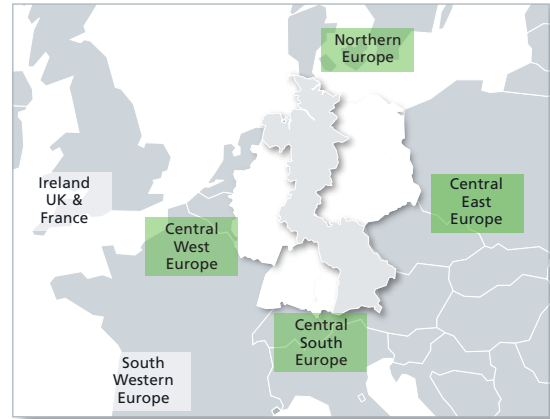 Northern
Europe
Ireland
UK &
France
Central
East
Europe
Central
West
Europe
Central
South
Europe
South
Western
Europe